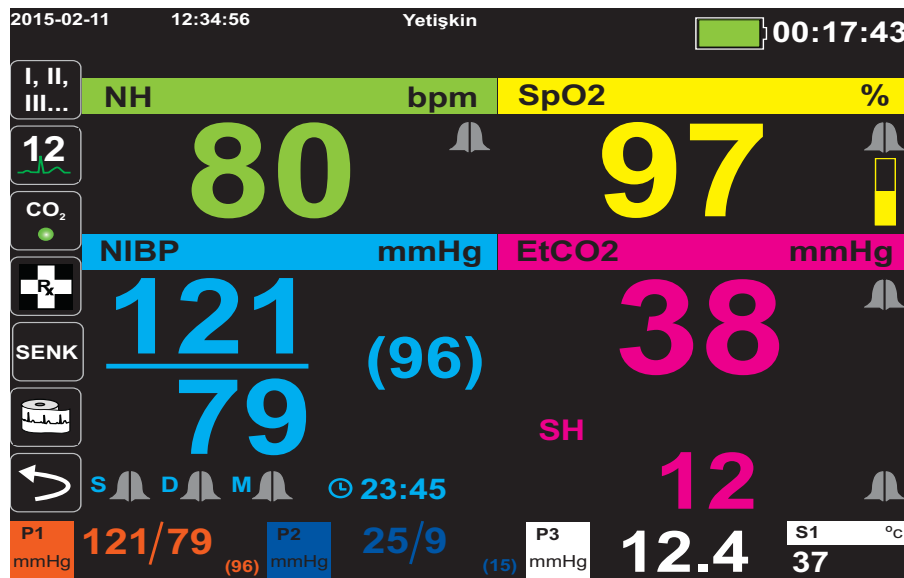 2015-02-11 12:34:56 Yetişkin 00:17:43
I, II,
III...
NH bpm SpO2 %
12
80 97
CO₂
NIBP mmHg EtCO2 mmHg
Rx
121 38
SENK
(96)
79
SH
12
S D M 23:45
P1 121/79 P2 25/9 P3 12.4 S1 °C
mmHg (96) mmHg (15) mmHg 37